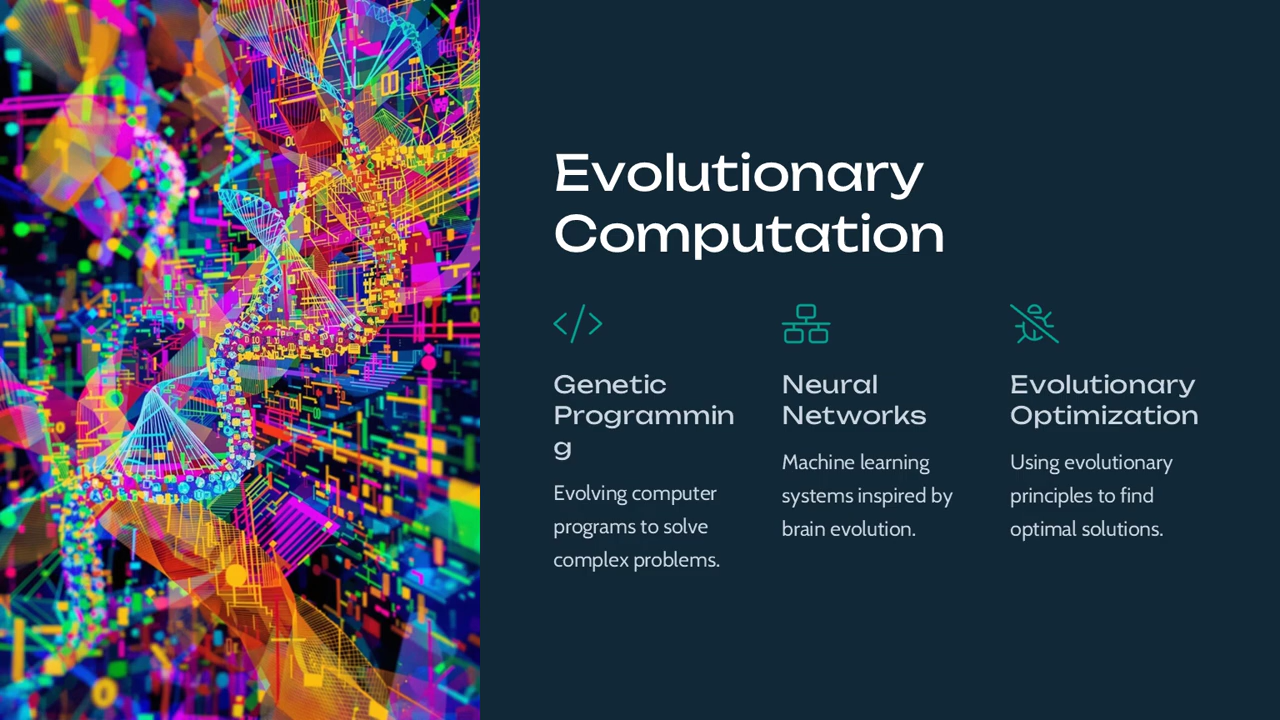 Evolutionary
Computation
Genetic
Programmin
g
Evolving computer
programs to solve
complex problems.
Neural
Networks
Machine learning
systems inspired by
brain evolution.
Evolutionary
Optimization
Using evolutionary
principles to find
optimal solutions.